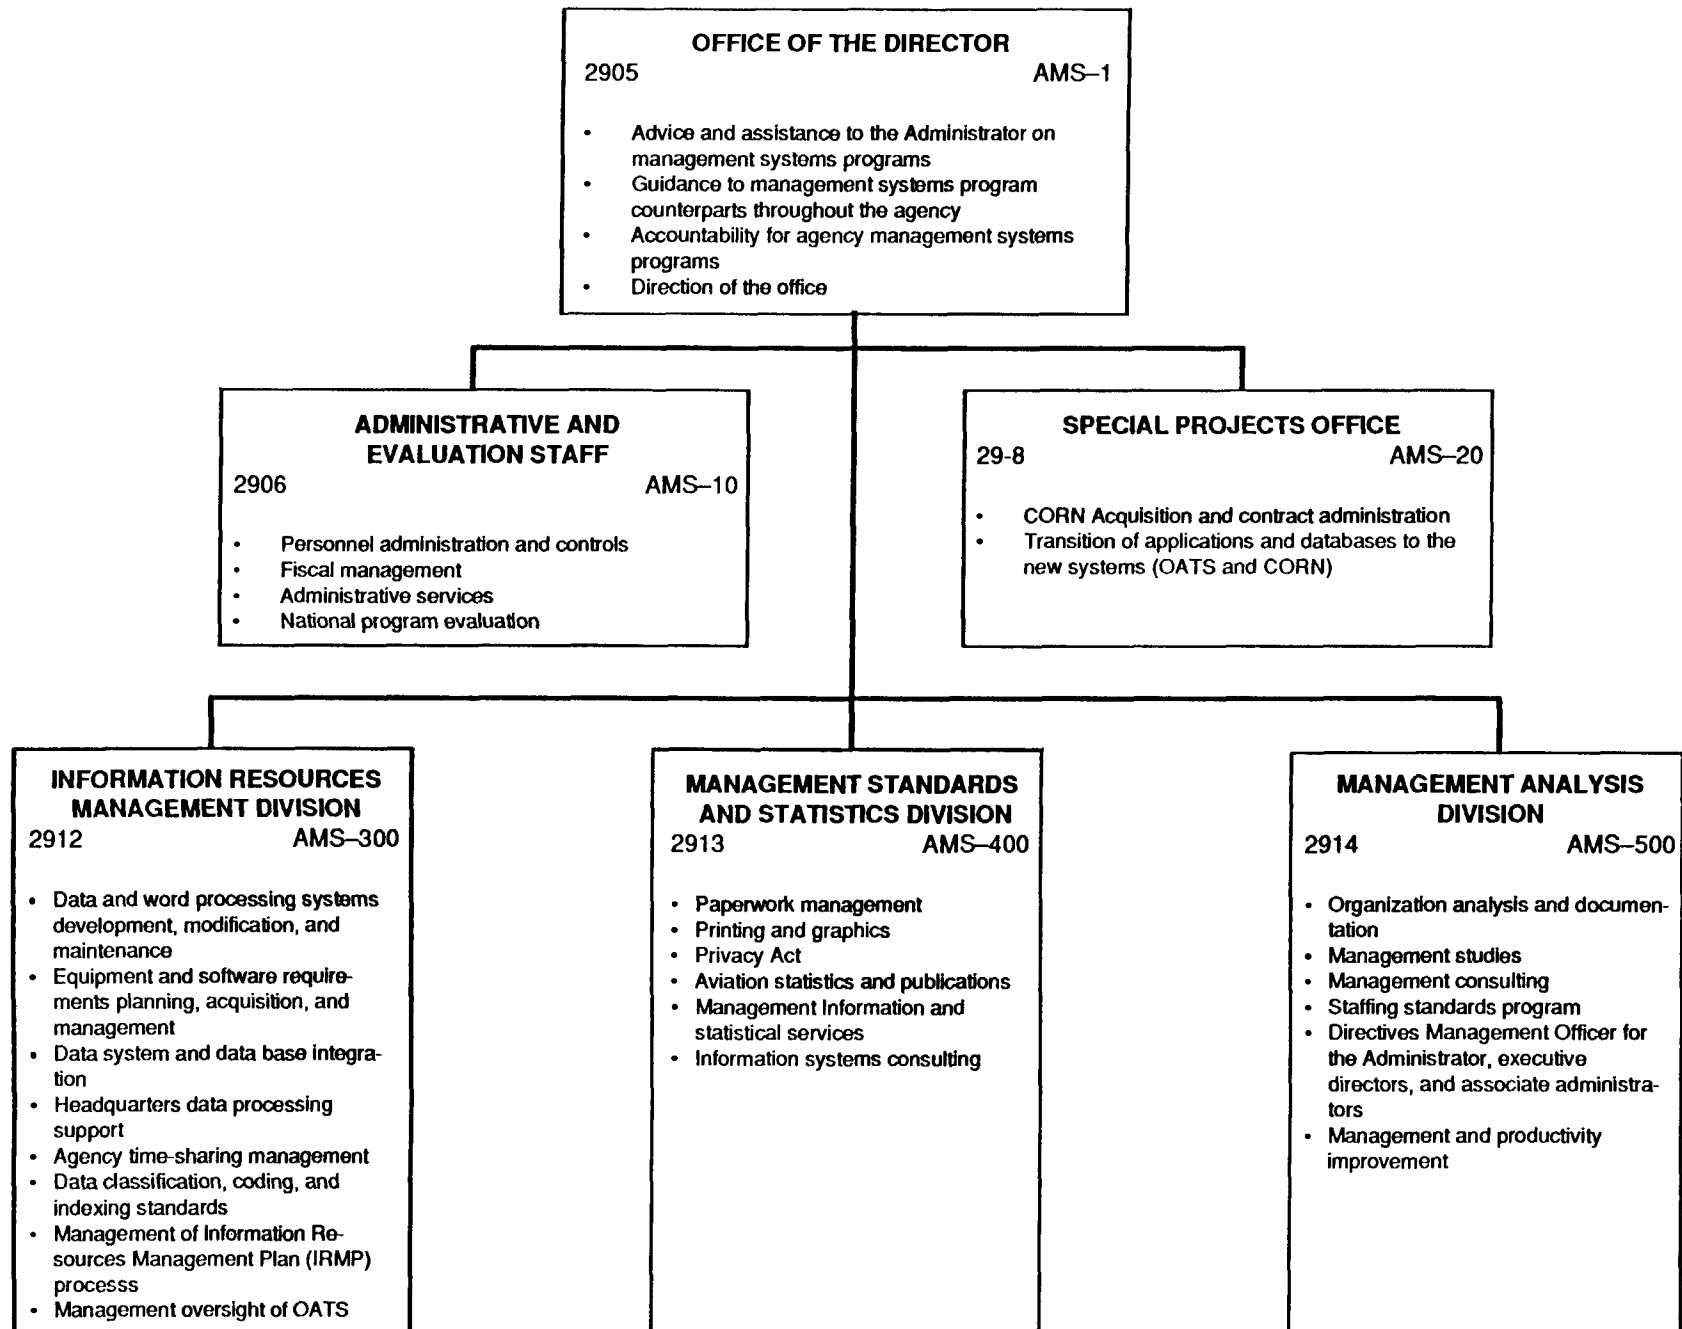 OFFICE OF THE DIRECTOR
2905 AMS–1
• Advice and assistance to the Administrator on
management systems programs
• Guidance to management systems program
counterparts throughout the agency
• Accountability for agency management systems
programs
• Direction of the office
ADMINISTRATIVE AND
EVALUATION STAFF
2906 AMS–10
• Personnel administration and controls
• Fiscal management
• Administrative services
• National program evaluation
SPECIAL PROJECTS OFFICE
29-8 AMS–20
• CORN Acquisition and contract administration
• Transition of applications and databases to the
new systems (OATS and CORN)
INFORMATION RESOURCES
MANAGEMENT DIVISION
2912 AMS–300
• Data and word processing systems
development, modification, and
maintenance
• Equipment and software require-
ments planning, acquisition, and
management
• Data system and data base integra-
tion
• Headquarters data processing
support
• Agency time-sharing management
• Data classification, coding, and
indexing standards
• Management of Information Re-
sources Management Plan (IRMP)
processs
• Management oversight of OATS
MANAGEMENT STANDARDS
AND STATISTICS DIVISION
2913 AMS–400
• Paperwork management
• Printing and graphics
• Privacy Act
• Aviation statistics and publications
• Management Information and
statistical services
• Information systems consulting
MANAGEMENT ANALYSIS
DIVISION
2914 AMS–500
• Organization analysis and documen-
tation
• Management studies
• Management consulting
• Staffing standards program
• Directives Management Officer for
the Administrator, executive
directors, and associate administra-
tors
• Management and productivity
improvement